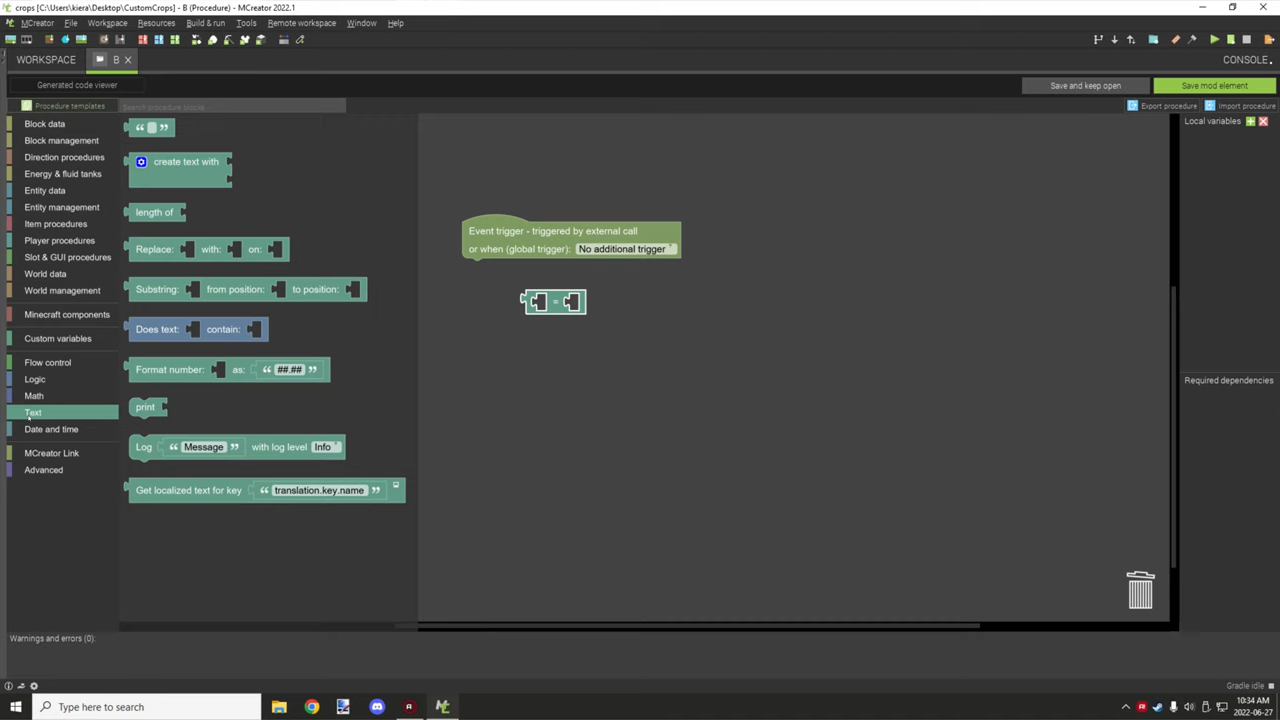 crops [C:\Users\kiera\Desktop\CustomCrops] - B (Procedure) - MCreator 2022.1
MCreator File Workspace Resources Build & run Tools Remote workspace Window Help
WORKSPACE B CONSOLE
Generated code viewer Save and keep open Save mod element
Procedure templates Search procedure blocks Export procedure Import procedure
Local variables
Block data
Block management
Direction procedures
Energy & fluid tanks
Entity data
Entity management
Item procedures
Player procedures
Slot & GUI procedures
World data
World management
Minecraft components
Custom variables
Flow control
Logic
Math
Text
Date and time
MCreator Link
Advanced
“ ”
create text with
length of
Replace: with: on:
Substring: from position: to position:
Does text: contain:
Format number: as: “ ##.## ”
print
Log “ Message ” with log level Info
Get localized text for key “ translation.key.name ”
Event trigger - triggered by external call
or when (global trigger): No additional trigger
=
Required dependencies
Warnings and errors (0):
Gradle idle
Type here to search
10:34 AM
2022-06-27